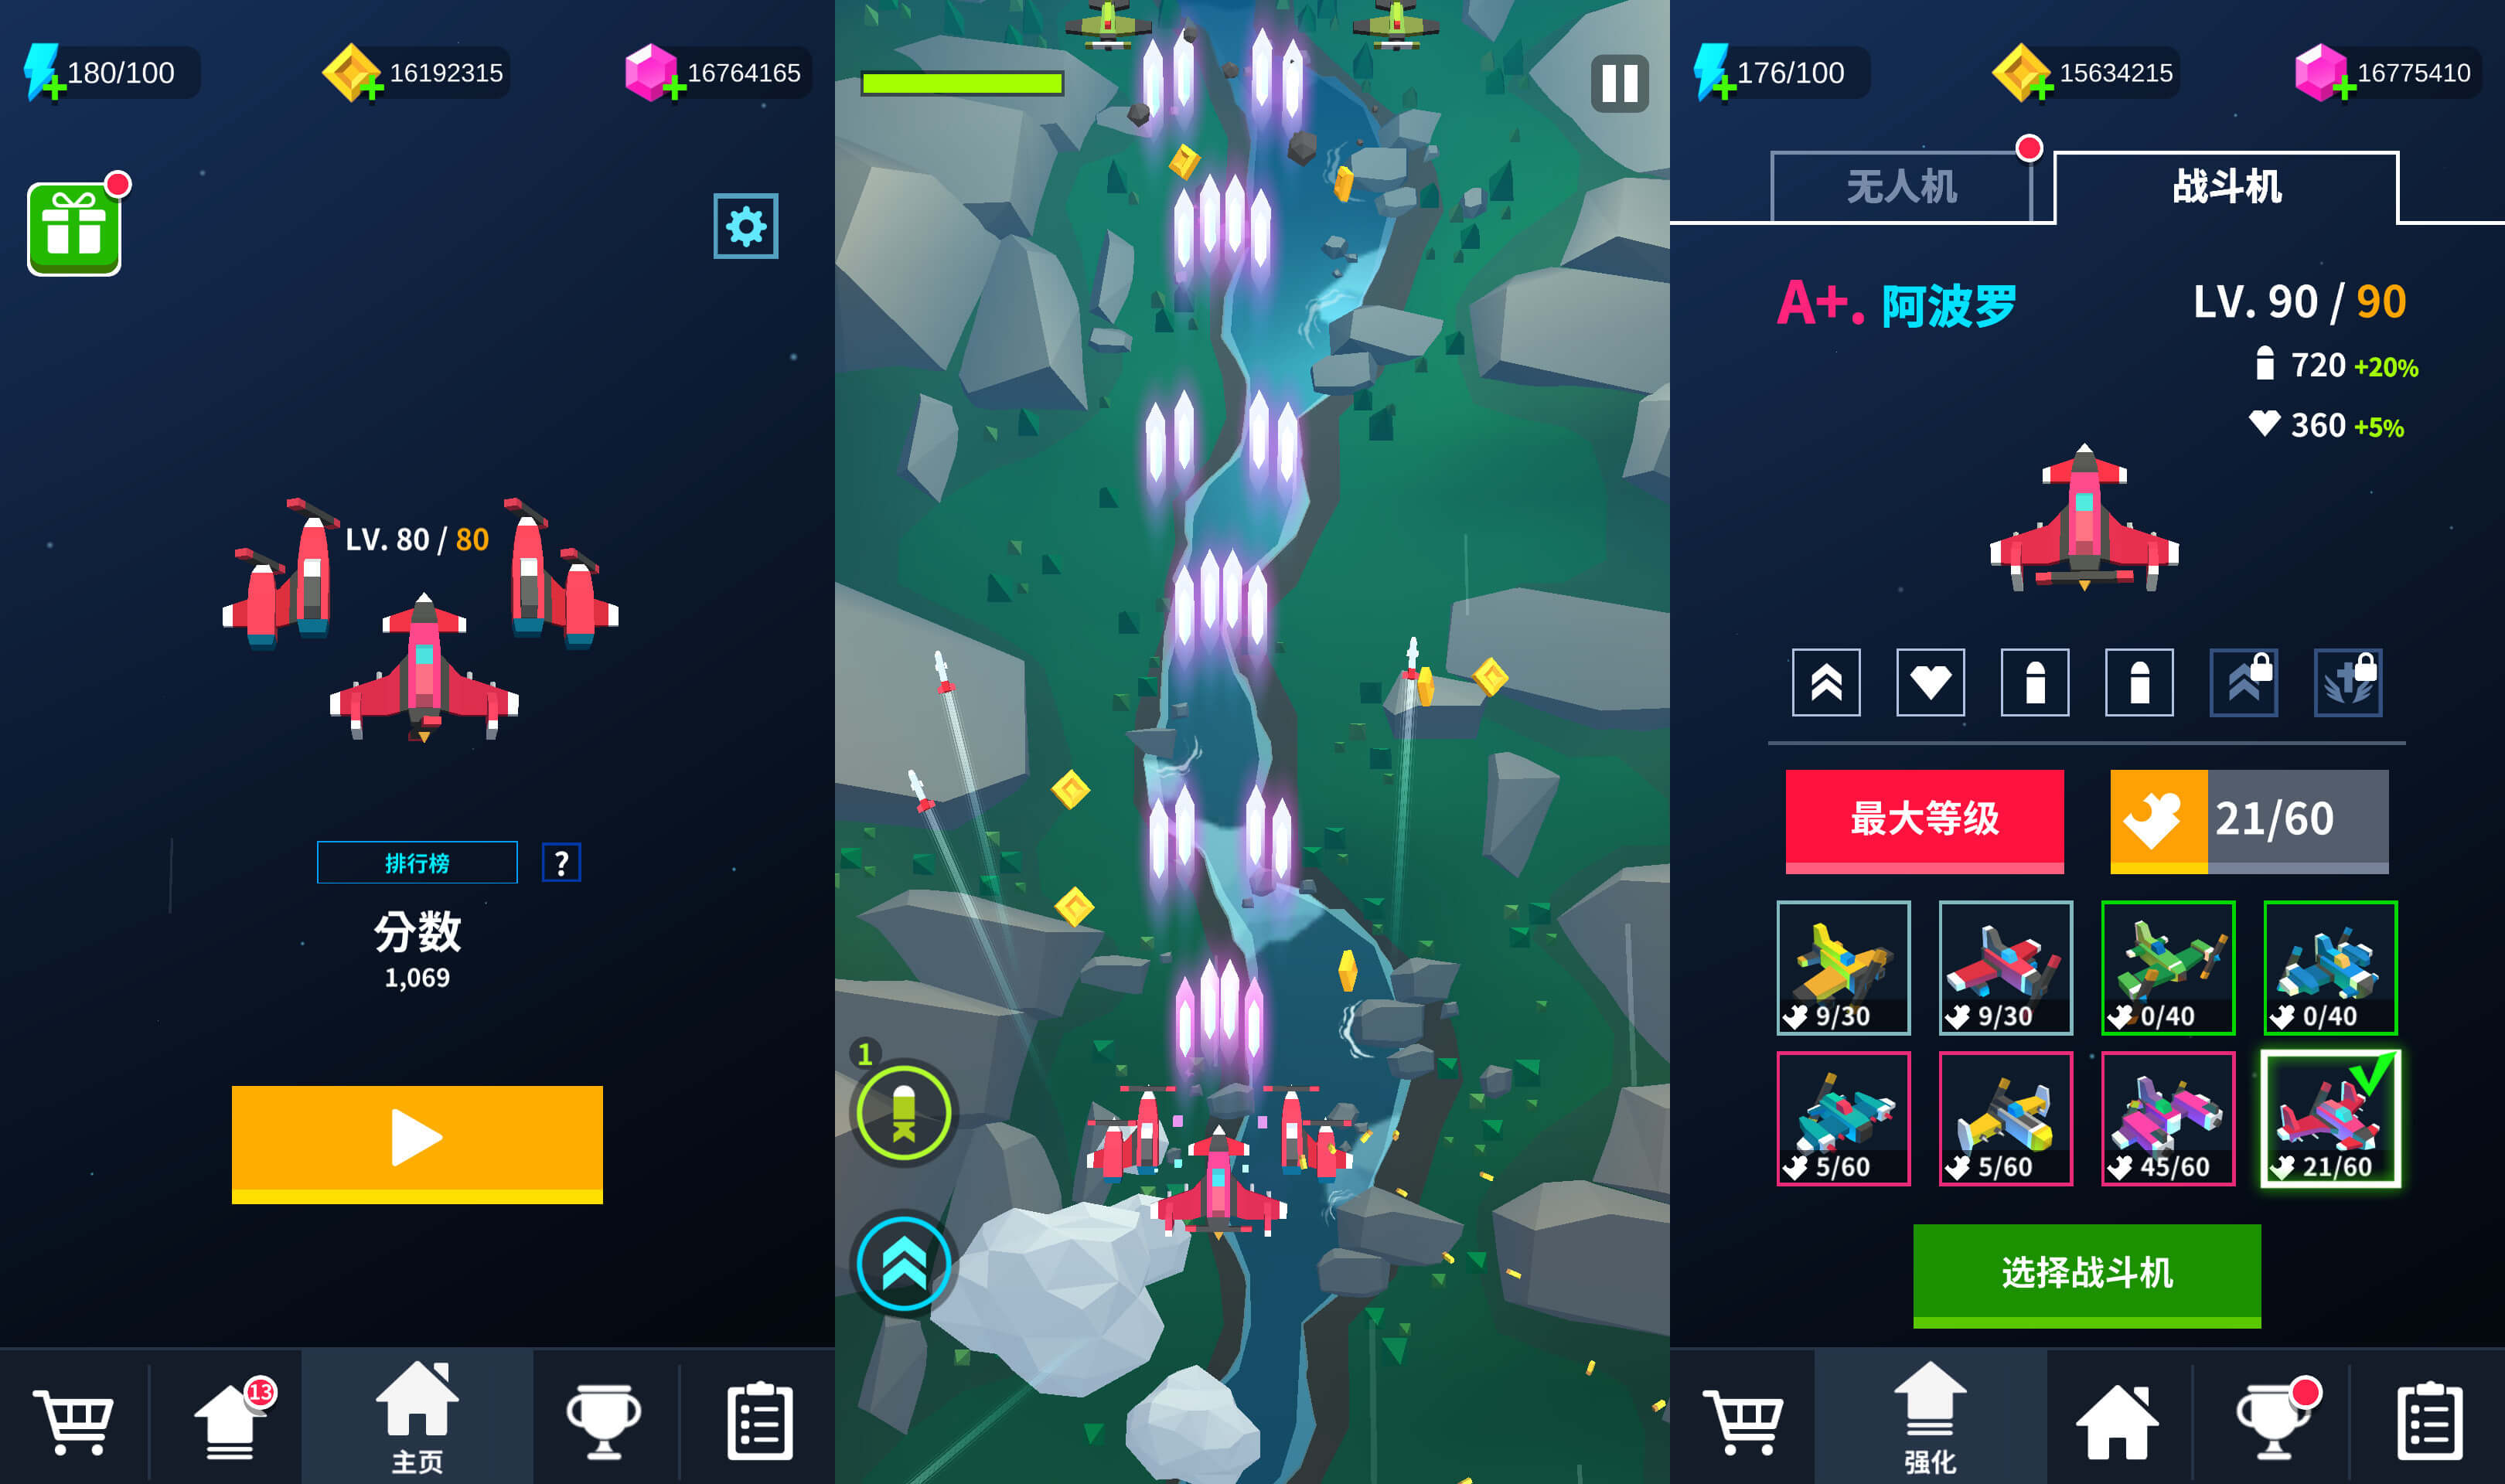 180/100
16192315
16764165
LV. 80 / 80
排行榜
?
分数
1,069
13
主页
1
176/100
15634215
16775410
无人机
战斗机
A+. 阿波罗
LV. 90 / 90
720 +20%
360 +5%
最大等级
21/60
9/30
9/30
0/40
0/40
5/60
5/60
45/60
21/60
选择战斗机
强化